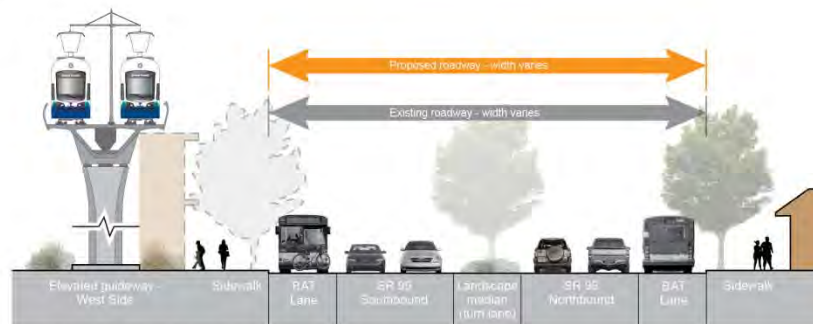 Proposed roadway - width varies
Existing roadway - width varies
Elevated guideway -
West Side
Sidewalk
BAT
Lane
SR 99
Southbound
Landscape
median
(turn lane)
SR 99
Northbound
BAT
Lane
Sidewalk